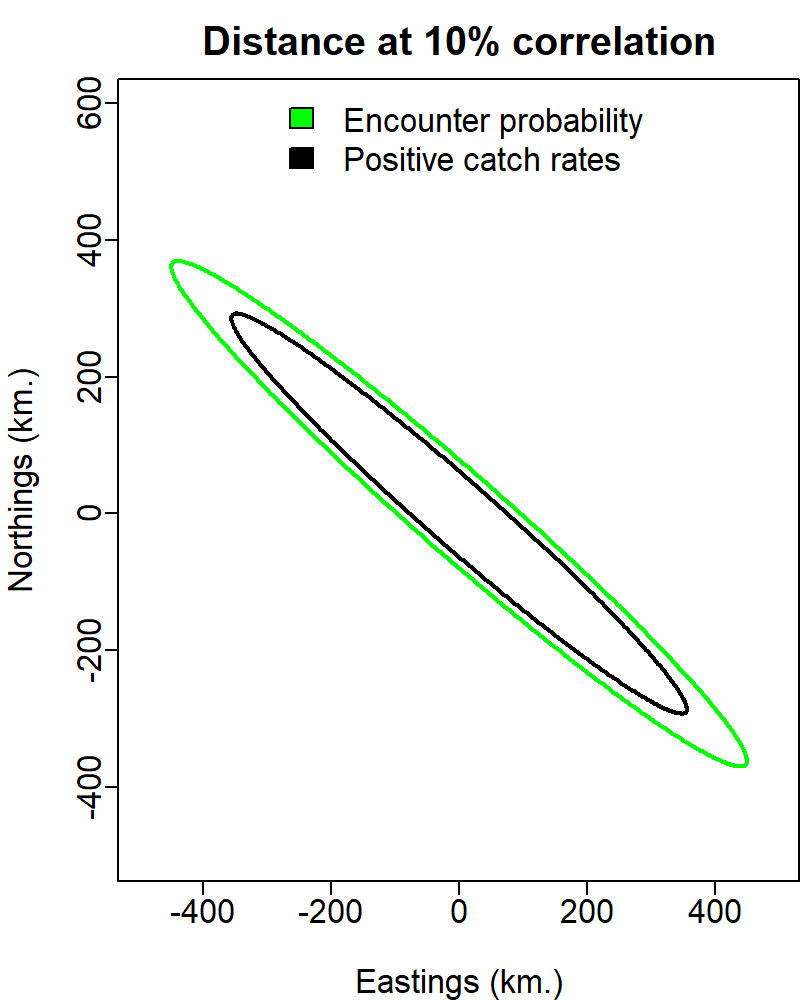 Distance at 10% correlation
Encounter probability
Positive catch rates
600
400
200
0
-200
-400
Northings (km.)
-400 -200 0 200 400
Eastings (km.)